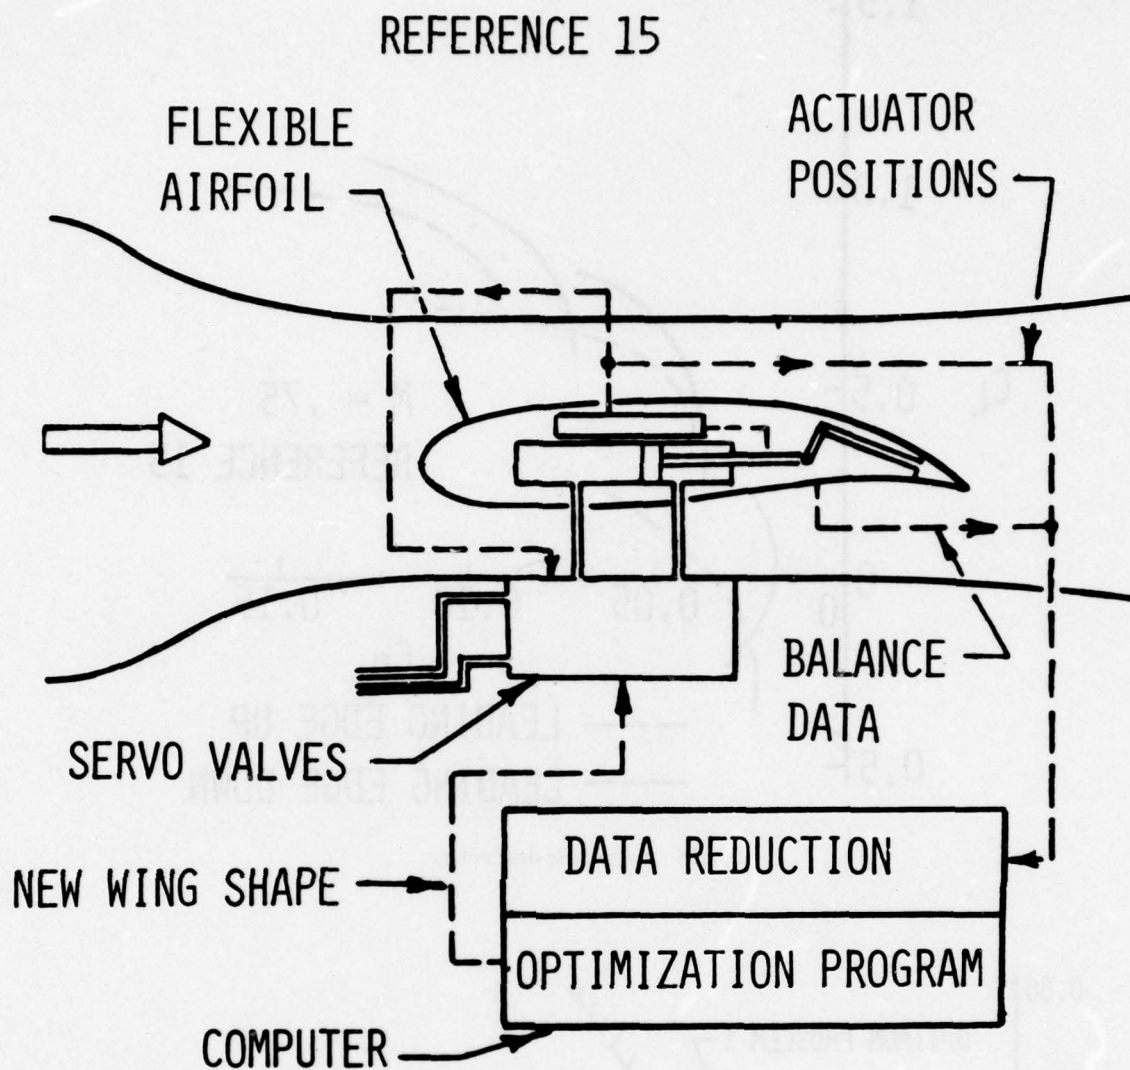 REFERENCE 15
FLEXIBLE
AIRFOIL
ACTUATOR
POSITIONS
BALANCE
DATA
SERVO VALVES
NEW WING SHAPE
DATA REDUCTION
OPTIMIZATION PROGRAM
COMPUTER